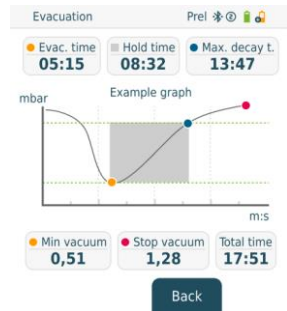 Evacuation Prel
Evac. time Hold time Max. decay t.
05:15 08:32 13:47
mbar Example graph
m:s
Min vacuum Stop vacuum Total time
0,51 1,28 17:51
Back